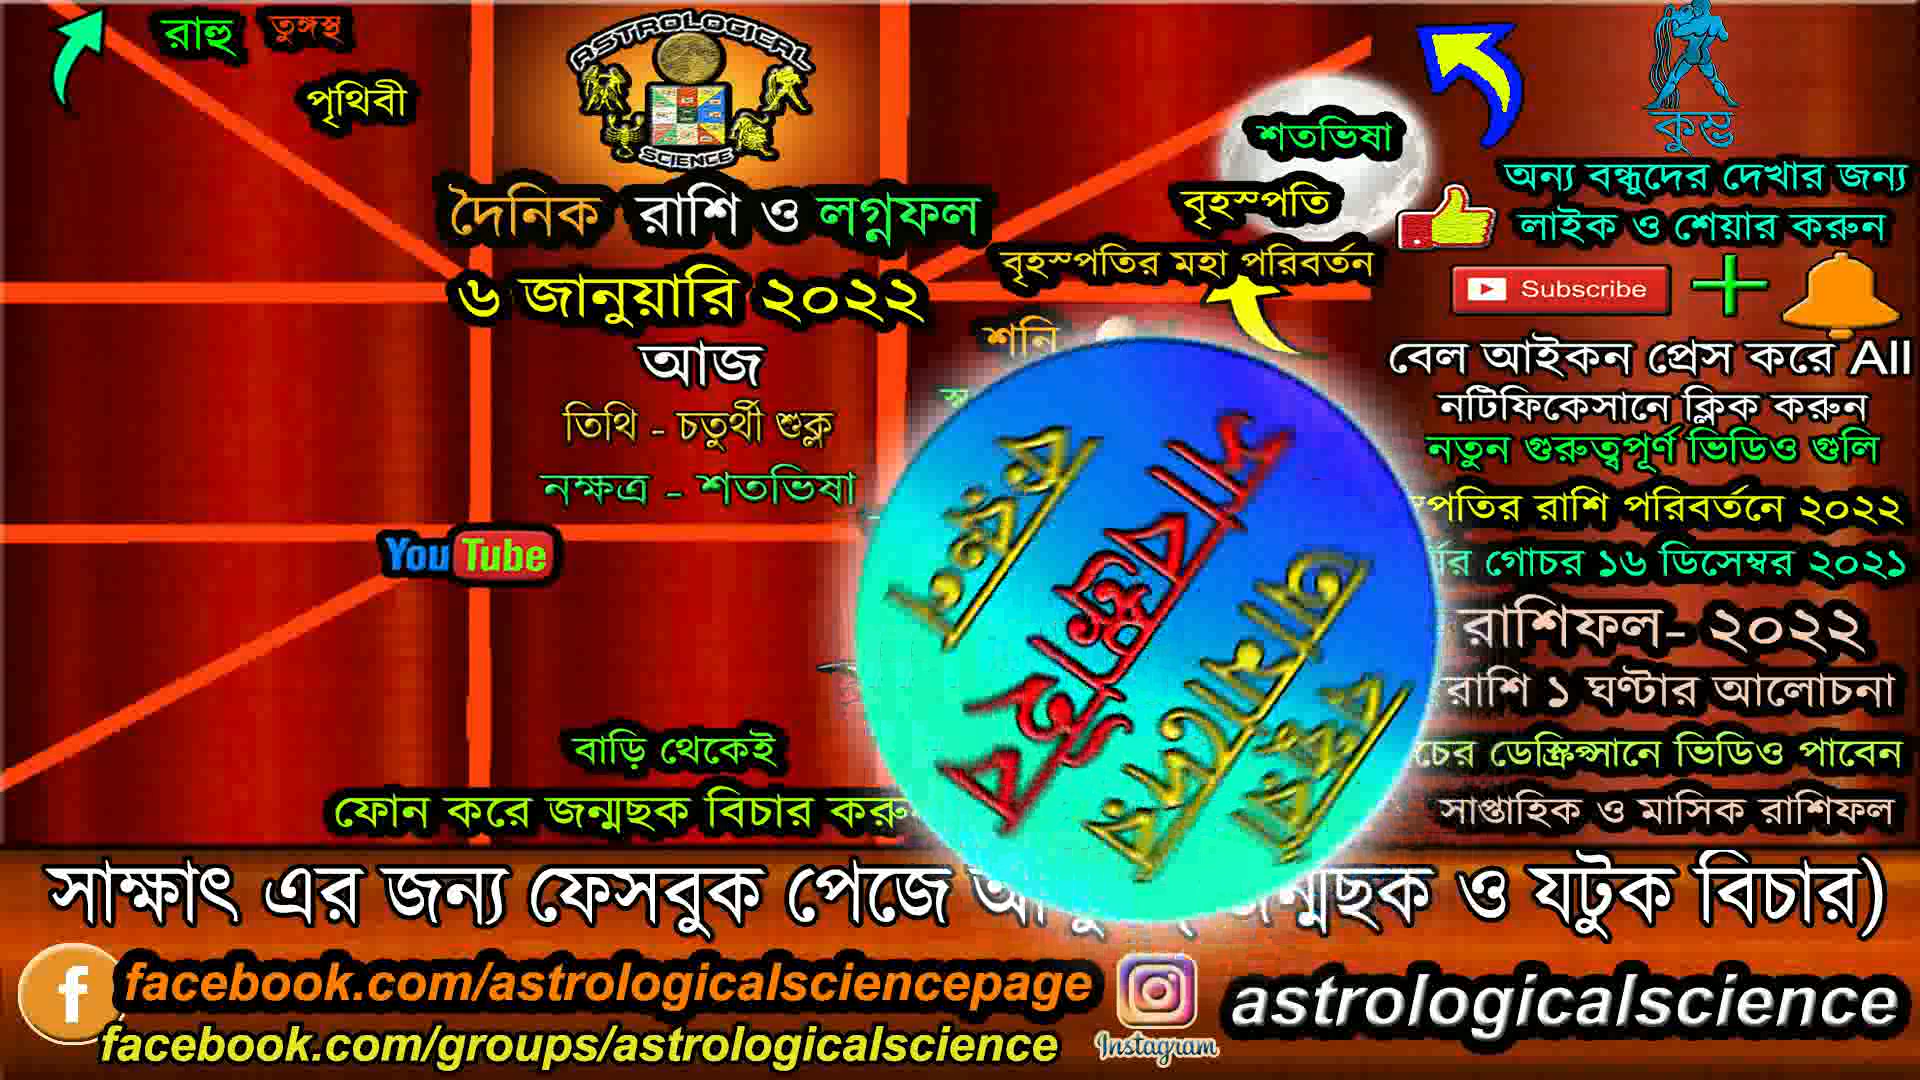 রাহু তুঙ্গস্থ
পৃথিবী
ASTROLOGICAL
SCIENCE
দৈনিক রাশি ও লগ্নফল
৬ জানুয়ারি ২০২২
আজ
তিথি - চতুর্থী শুক্ল
নক্ষত্র - শতভিষা
YouTube
শতভিষা
বৃহস্পতি
বৃহস্পতির মহা পরিবর্তন
শনি
কুম্ভ
অন্য বন্ধুদের দেখার জন্য
লাইক ও শেয়ার করুন
Subscribe
বেল আইকন প্রেস করে All
নটিফিকেসানে ক্লিক করুন
নতুন গুরুত্বপূর্ণ ভিডিও গুলি
রাশি পরিবর্তনে ২০২২
গোচর ১৬ ডিসেম্বর ২০২১
রাশিফল- ২০২২
রাশি ১ ঘণ্টার আলোচনা
ডেস্ক্রিপ্সানে ভিডিও পাবেন
সাপ্তাহিক ও মাসিক রাশিফল
আমাদের
বাড়ি থেকেই
ফোন করে জন্মছক বিচার
সাক্ষাৎ এর জন্য ফেসবুক পেজে জন্মছক ও যটুক বিচার)
facebook.com/astrologicalsciencepage
facebook.com/groups/astrologicalscience
Instagram
astrologicalscience